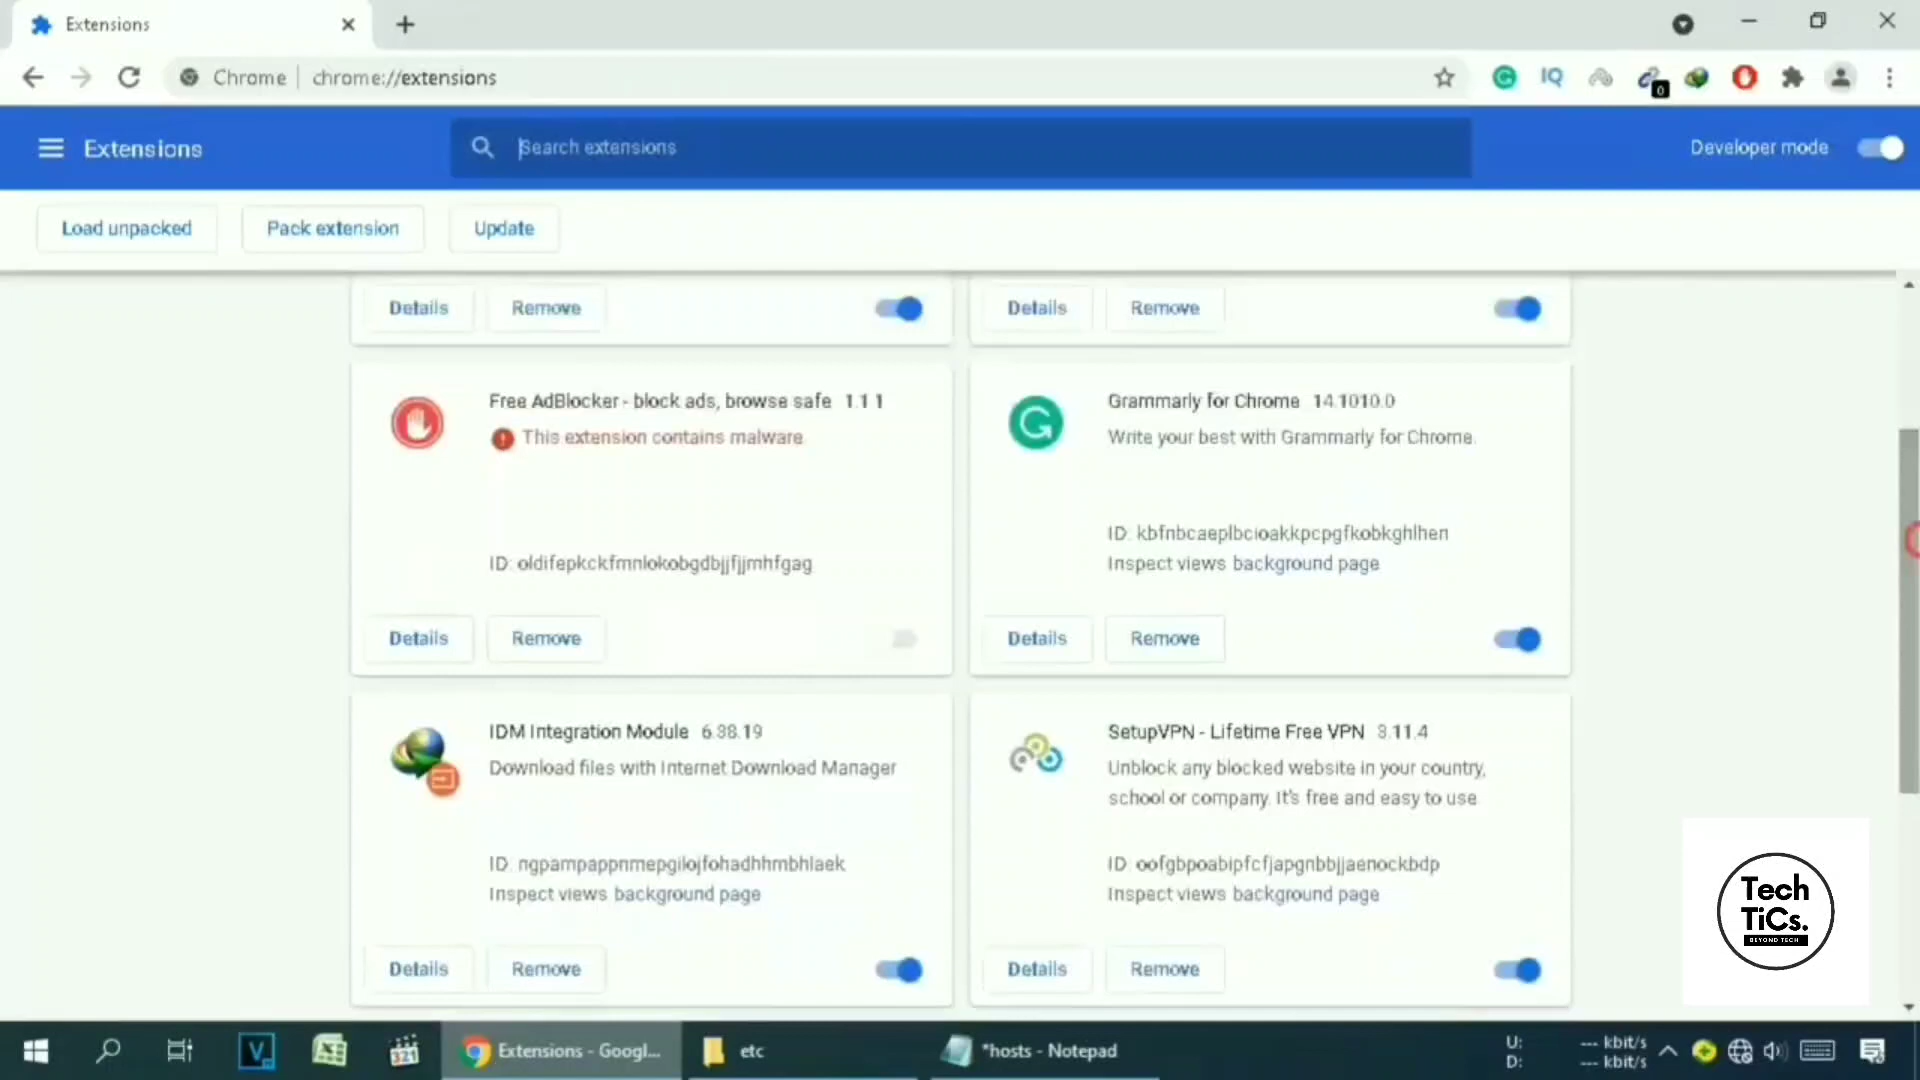 Extensions
Chrome
chrome://extensions
IQ
0
Extensions
Search extensions
Developer mode
Load unpacked
Pack extension
Update
Details
Remove
Details
Remove
Free AdBlocker - block ads, browse safe 1.1 1
This extension contains malware.
ID: oldifepkckfmnlokobgdbjjfjjmhfgag
Details
Remove
Grammarly for Chrome 14.1010.0
Write your best with Grammarly for Chrome.
ID: kbfnbcaeplbcioakkpcpgfkobkghlhen
Inspect views background page
Details
Remove
IDM Integration Module 6.38.19
Download files with Internet Download Manager
ID: ngpampappnmepgilojfohadhhmbhlaek
Inspect views background page
Details
Remove
SetupVPN - Lifetime Free VPN 3.11.4
Unblock any blocked website in your country,
school or company. It's free and easy to use.
ID: oofgbpoabipfcfjapgnbbjjaenockbdp
Inspect views background page
Details
Remove
Tech
TiCs.
BEYOND TECH
V
321
Extensions - Googl...
etc
*hosts - Notepad
U: --- kbit/s
D: --- kbit/s